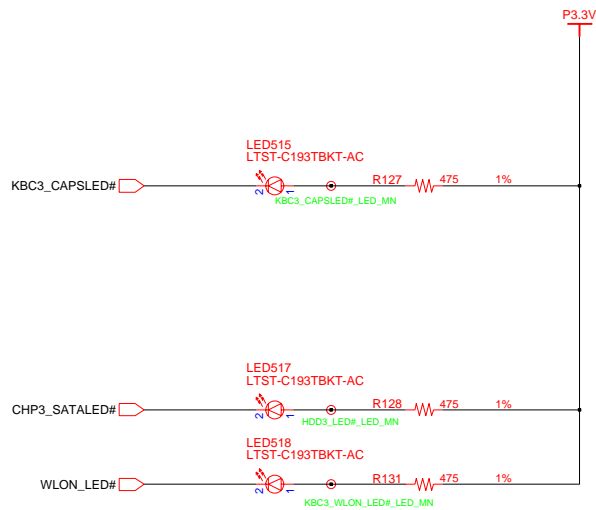 P3.3V
LED515
LTST-C193TBKT-AC
KBC3_CAPSLED# 2 1 R127 475 1%
KBC3_CAPSLED#_LED_MN
LED517
LTST-C193TBKT-AC
CHP3_SATALED# 2 1 R128 475 1%
HDD3_LED#_LED_MN
LED518
LTST-C193TBKT-AC
WLON_LED# 2 1 R131 475 1%
KBC3_WLON_LED#_LED_MN